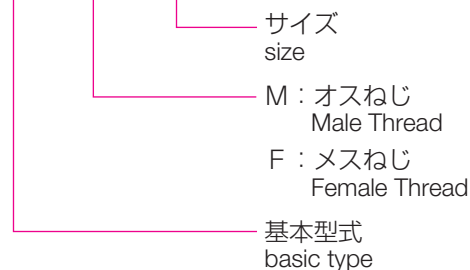 サイズ
size
M：オスねじ
Male Thread
F：メスねじ
Female Thread
基本型式
basic type